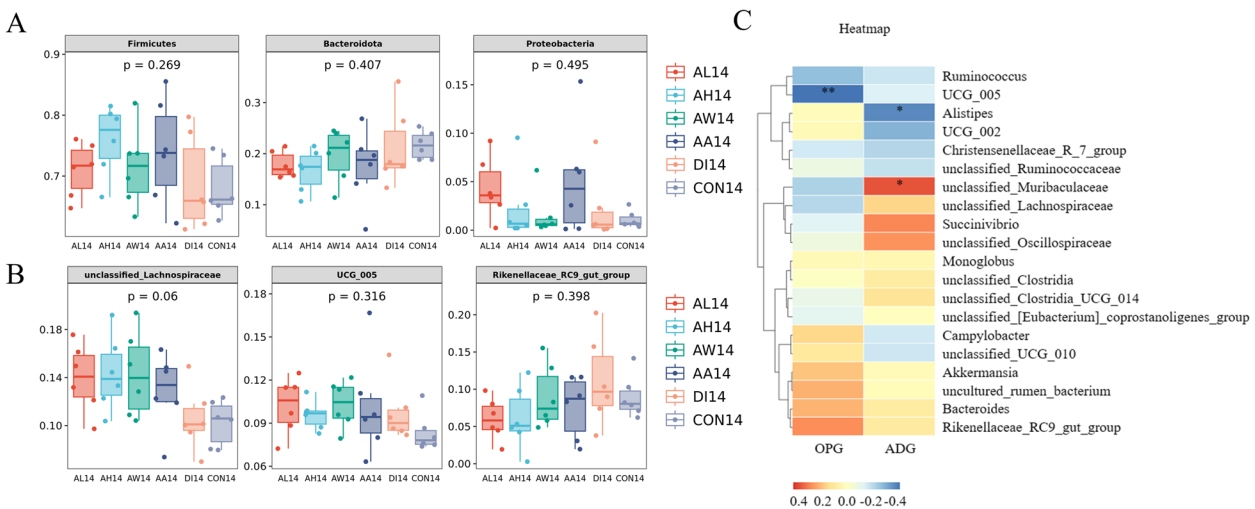 A
Firmicutes
p = 0.269
0.9
0.7
AL14 AH14 AW14 AA14 DI14 CON14
Bacteroidota
p = 0.407
0.3
0.2
0.1
AL14 AH14 AW14 AA14 DI14 CON14
Proteobacteria
p = 0.495
0.15
0.10
0.05
0.00
AL14 AH14 AW14 AA14 DI14 CON14
AL14
AH14
AW14
AA14
DI14
CON14
B
unclassified_Lachnospiraceae
p = 0.06
0.18
0.14
0.10
AL14 AH14 AW14 AA14 DI14 CON14
UCG_005
p = 0.316
0.18
0.15
0.12
0.09
0.06
AL14 AH14 AW14 AA14 DI14 CON14
Rikenellaceae_RC9_gut_group
p = 0.398
0.20
0.15
0.10
0.05
0.00
AL14 AH14 AW14 AA14 DI14 CON14
AL14
AH14
AW14
AA14
DI14
CON14
C
Heatmap
Ruminococcus
** UCG_005
* Alistipes
UCG_002
Christensenellaceae_R_7_group
unclassified_Ruminococcaceae
* unclassified_Muribaculaceae
unclassified_Lachnospiraceae
Succinivibrio
unclassified_Oscillospiraceae
Monoglobus
unclassified_Clostridia
unclassified_Clostridia_UCG_014
unclassified_[Eubacterium]_coprostanoligenes_group
Campylobacter
unclassified_UCG_010
Akkermansia
uncultured_rumen_bacterium
Bacteroides
Rikenellaceae_RC9_gut_group
OPG ADG
0.4 0.2 0.0 -0.2 -0.4